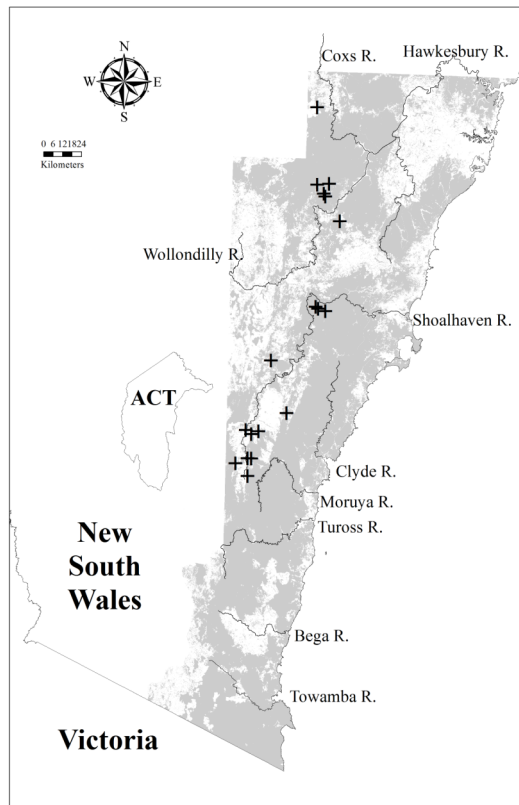 Coxs R.
Hawkesbury R.
N
W
E
S
0 6 121824
Kilometers
Wollondilly R.
Shoalhaven R.
ACT
Clyde R.
Moruya R.
Tuross R.
New
South
Wales
Bega R.
Towamba R.
Victoria